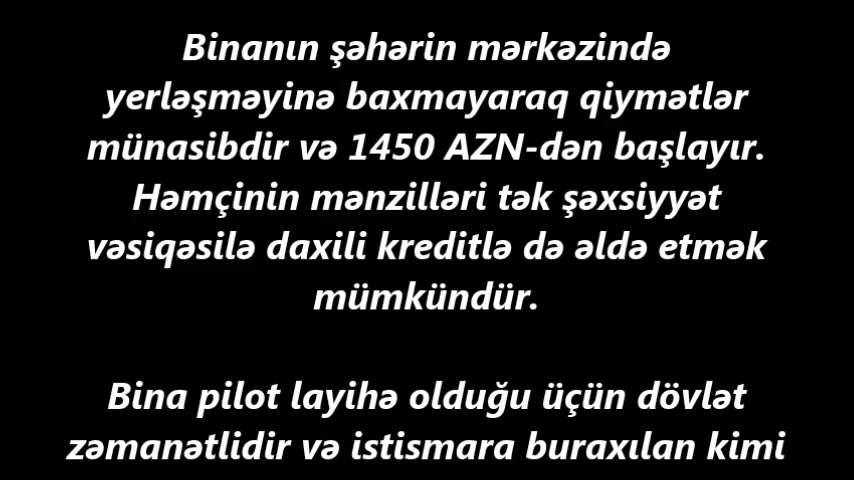 Binanın şəhərin mərkəzində
yerləşməyinə baxmayaraq qiymətlər
münasibdir və 1450 AZN-dən başlayır.
Həmçinin mənzilləri tək şəxsiyyət
vəsiqəsilə daxili kreditlə də əldə etmək
mümkündür.
Bina pilot layihə olduğu üçün dövlət
zəmanətlidir və istismara buraxılan kimi